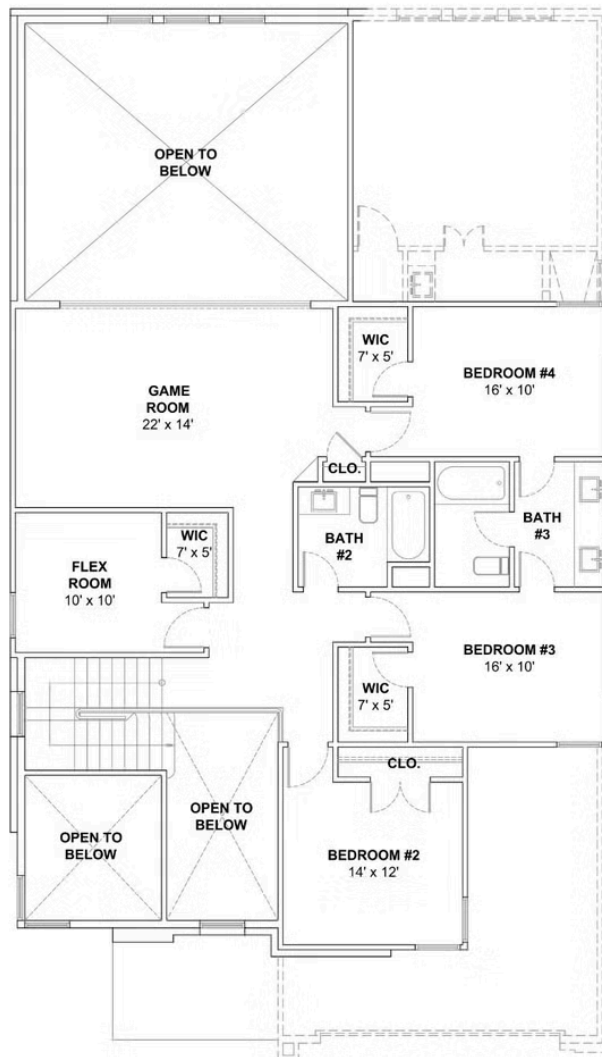 OPEN TO
BELOW
WIC
7' x 5'
BEDROOM #4
16' x 10'
GAME
ROOM
22' x 14'
CLO.
BATH
#2
BATH
#3
WIC
7' x 5'
FLEX
ROOM
10' x 10'
BEDROOM #3
16' x 10'
WIC
7' x 5'
CLO.
OPEN TO
BELOW
OPEN TO
BELOW
BEDROOM #2
14' x 12'